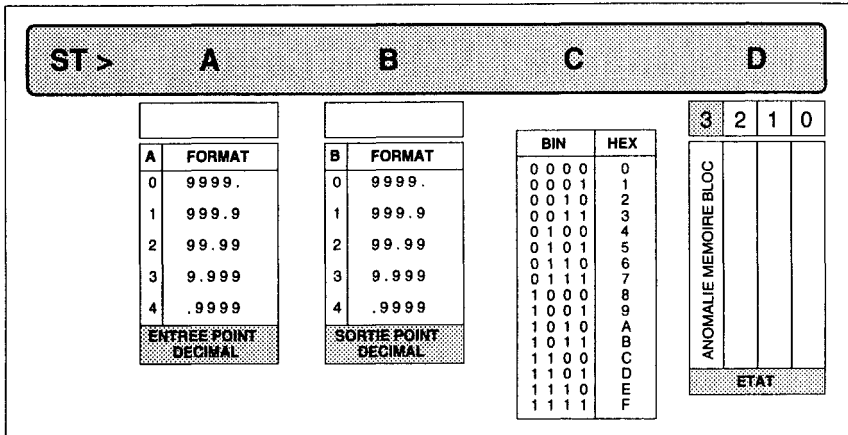 ST > A B C D
3 2 1 0
A FORMAT
0 9999.
1 999.9
2 99.99
3 9.999
4 .9999
ENTREE POINT
DECIMAL
B FORMAT
0 9999.
1 999.9
2 99.99
3 9.999
4 .9999
SORTIE POINT
DECIMAL
BIN HEX
0 0 0 0 0
0 0 0 1 1
0 0 1 0 2
0 0 1 1 3
0 1 0 0 4
0 1 0 1 5
0 1 1 0 6
0 1 1 1 7
1 0 0 0 8
1 0 0 1 9
1 0 1 0 A
1 0 1 1 B
1 1 0 0 C
1 1 0 1 D
1 1 1 0 E
1 1 1 1 F
ANOMALIE MEMOIRE BLOC
ETAT